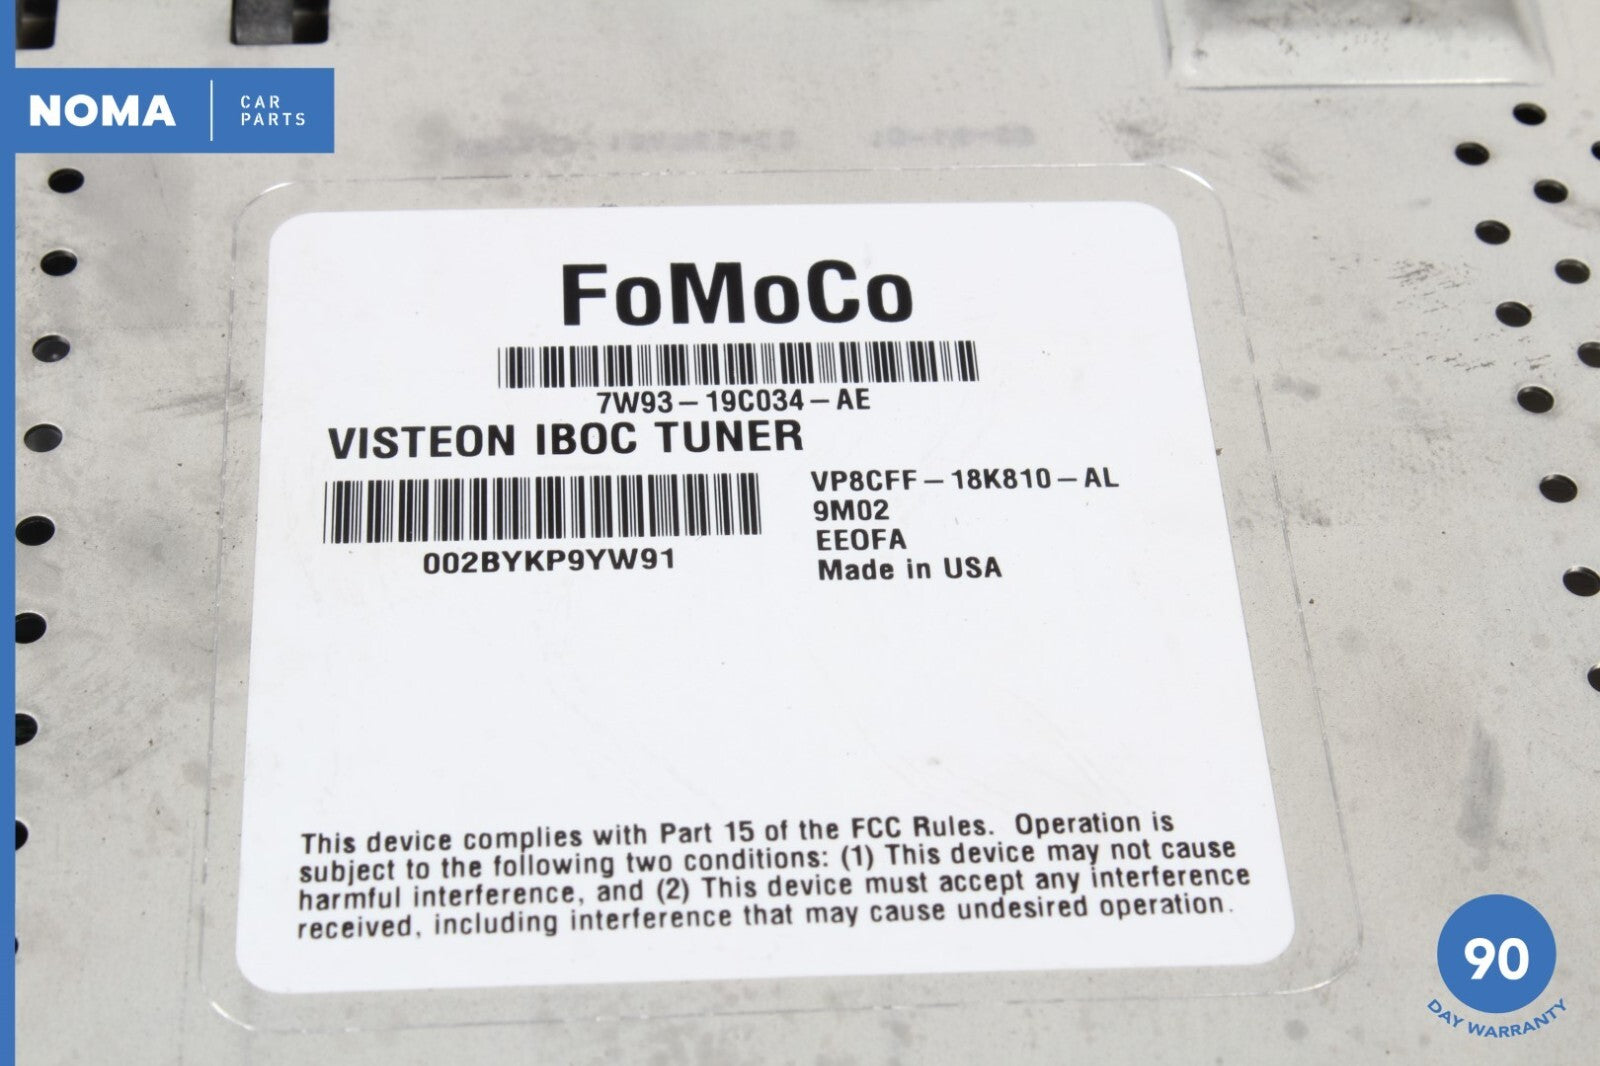 NOMA
CAR
PARTS
FoMoCo
7W93-19C034-AE
VISTEON IBOC TUNER
002BYKP9YW91
VP8CFF-18K810-AL
9M02
EEOFA
Made in USA
This device complies with Part 15 of the FCC Rules. Operation is
subject to the following two conditions: (1) This device may not cause
harmful interference, and (2) This device must accept any interference
received, including interference that may cause undesired operation.
90
DAY WARRANTY